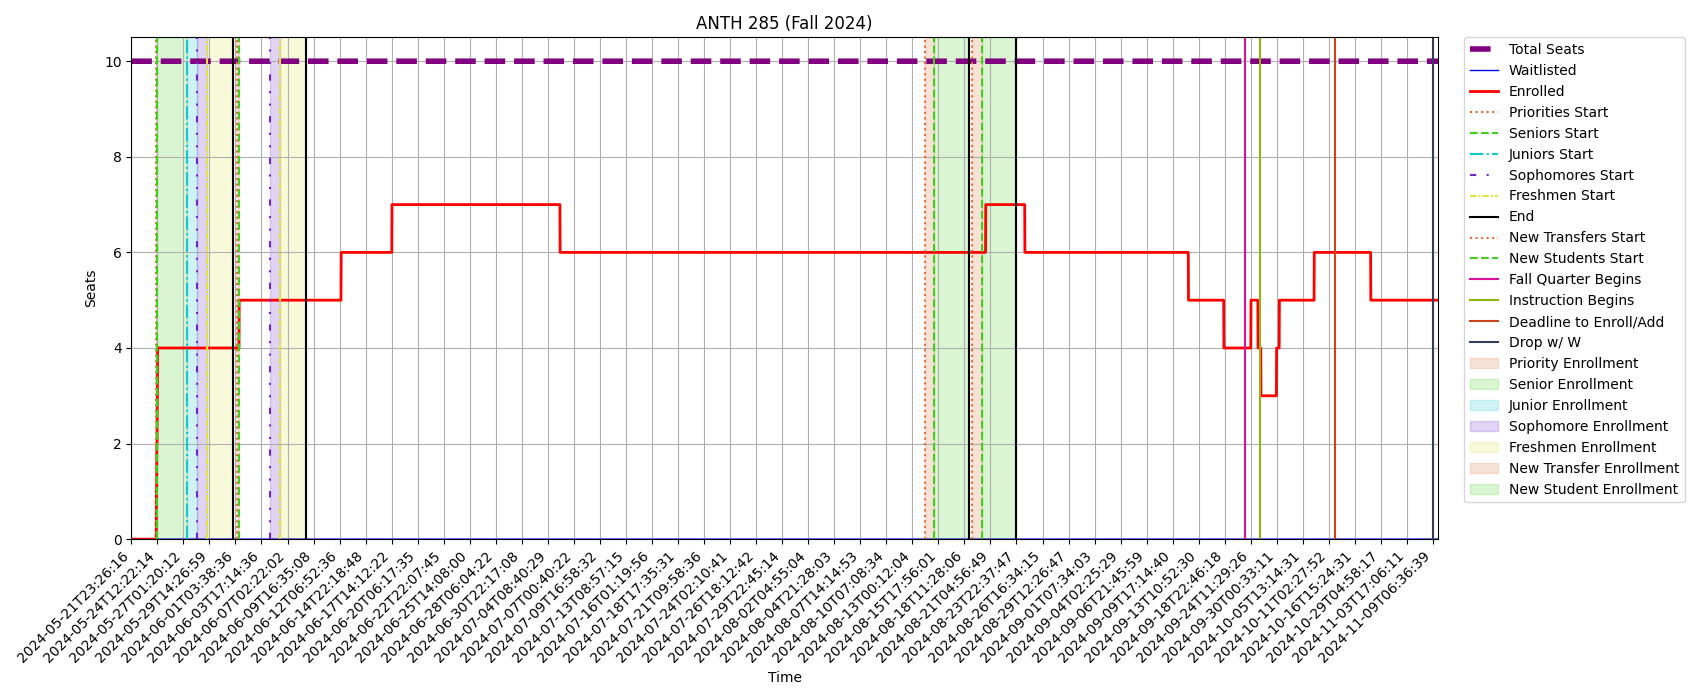 ANTH 285 (Fall 2024)
10
8
6
4
2
0
Seats
2024-05-21T23:26:16
2024-05-24T12:22:14
2024-05-27T01:20:12
2024-05-29T14:26:59
2024-06-01T03:38:36
2024-06-03T17:14:36
2024-06-07T02:22:02
2024-06-09T16:35:08
2024-06-12T06:52:36
2024-06-14T22:18:48
2024-06-17T14:12:22
2024-06-20T06:17:35
2024-06-22T22:07:45
2024-06-25T14:08:00
2024-06-28T06:04:22
2024-06-30T22:17:08
2024-07-04T08:40:29
2024-07-07T00:40:22
2024-07-09T16:58:32
2024-07-13T08:57:15
2024-07-16T01:19:56
2024-07-18T17:35:31
2024-07-21T09:58:36
2024-07-24T02:10:41
2024-07-26T18:12:42
2024-07-29T22:45:14
2024-08-02T04:55:04
2024-08-04T21:28:03
2024-08-07T14:14:53
2024-08-10T07:08:34
2024-08-13T00:12:04
2024-08-15T17:56:01
2024-08-18T11:28:06
2024-08-21T04:56:49
2024-08-23T22:37:47
2024-08-26T16:34:15
2024-08-29T12:26:47
2024-09-01T07:34:03
2024-09-04T02:25:29
2024-09-06T21:45:59
2024-09-09T17:14:40
2024-09-13T10:52:30
2024-09-18T22:46:18
2024-09-24T11:29:26
2024-09-30T00:33:11
2024-10-05T13:14:31
2024-10-11T02:27:52
2024-10-16T15:24:31
2024-10-29T04:58:17
2024-11-03T17:06:11
2024-11-09T06:36:39
Time
Total Seats
Waitlisted
Enrolled
Priorities Start
Seniors Start
Juniors Start
Sophomores Start
Freshmen Start
End
New Transfers Start
New Students Start
Fall Quarter Begins
Instruction Begins
Deadline to Enroll/Add
Drop w/ W
Priority Enrollment
Senior Enrollment
Junior Enrollment
Sophomore Enrollment
Freshmen Enrollment
New Transfer Enrollment
New Student Enrollment